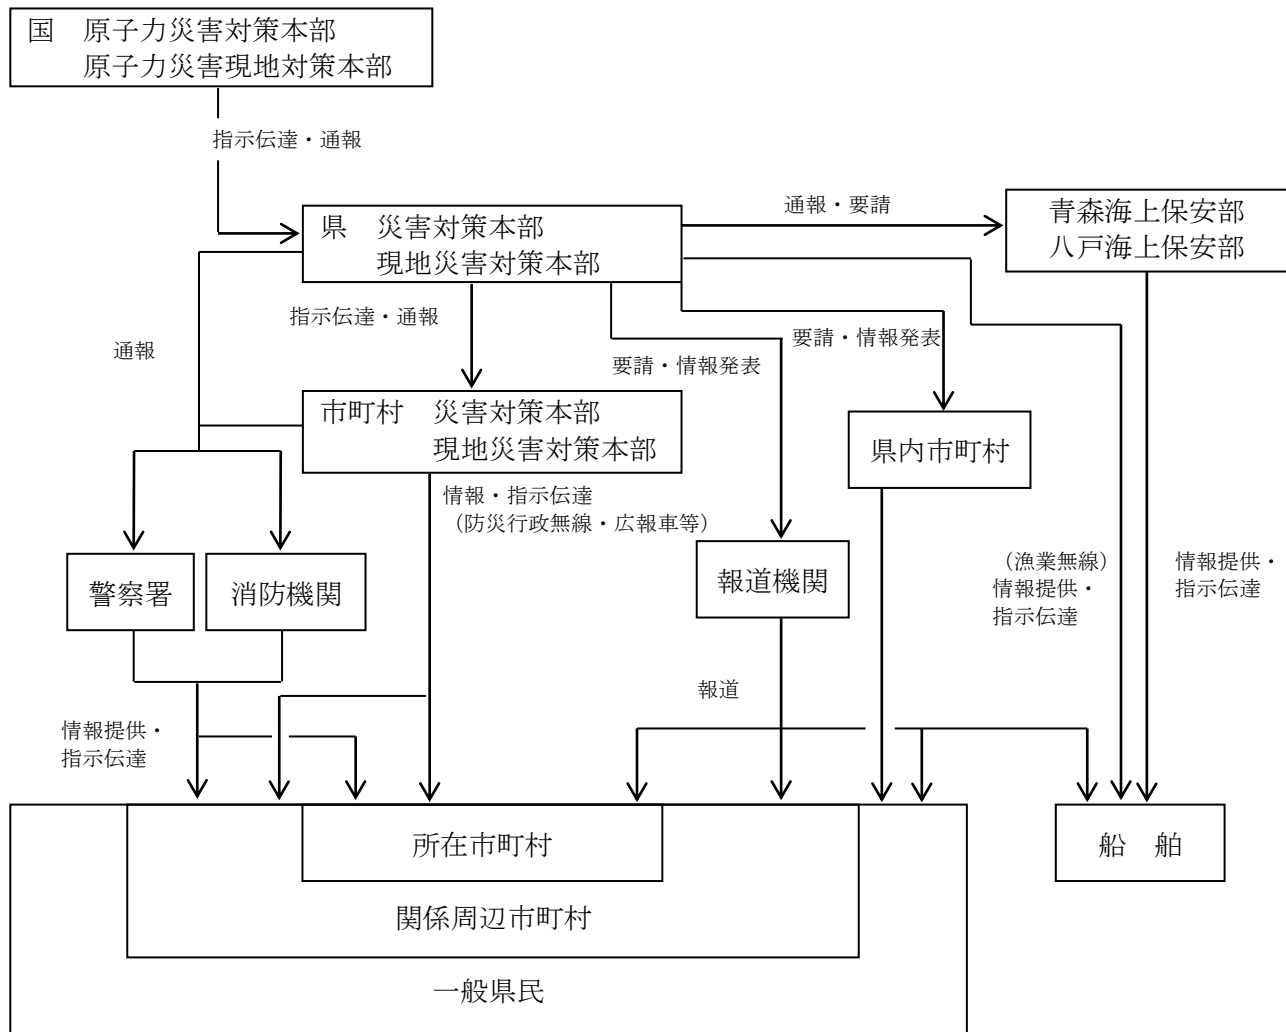 国　原子力災害対策本部
原子力災害現地対策本部
指示伝達・通報
県　災害対策本部
現地災害対策本部
通報・要請
青森海上保安部
八戸海上保安部
指示伝達・通報
通報
要請・情報発表
要請・情報発表
市町村　災害対策本部
現地災害対策本部
県内市町村
情報・指示伝達
（防災行政無線・広報車等）
警察署
消防機関
報道機関
（漁業無線）
情報提供・
指示伝達
情報提供・
指示伝達
報道
情報提供・
指示伝達
所在市町村
船　舶
関係周辺市町村
一般県民